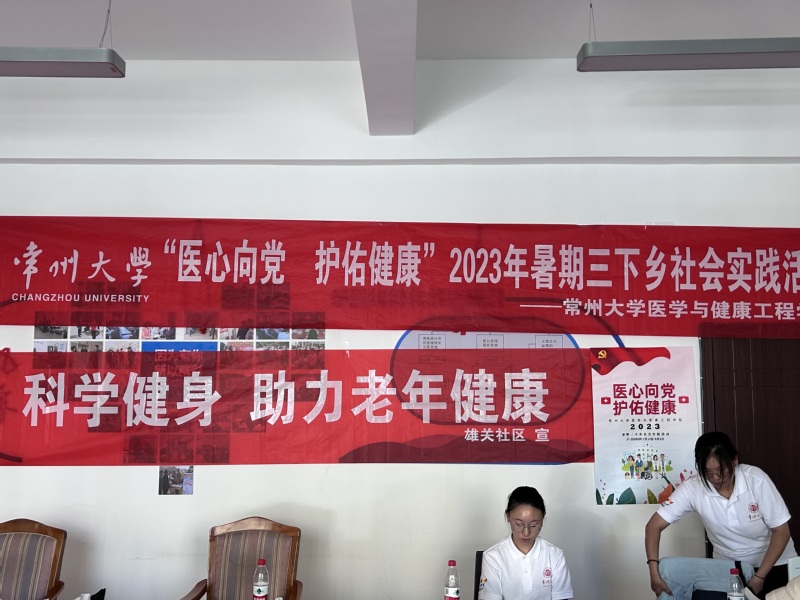 常州大學
CHANGZHOU UNIVERSITY
“医心向党 护佑健康”2023年暑期三下乡社会实践活
——常州大学医学与健康工程学
科学健身 助力老年健康
雄关社区 宣
医心向党
护佑健康
2023